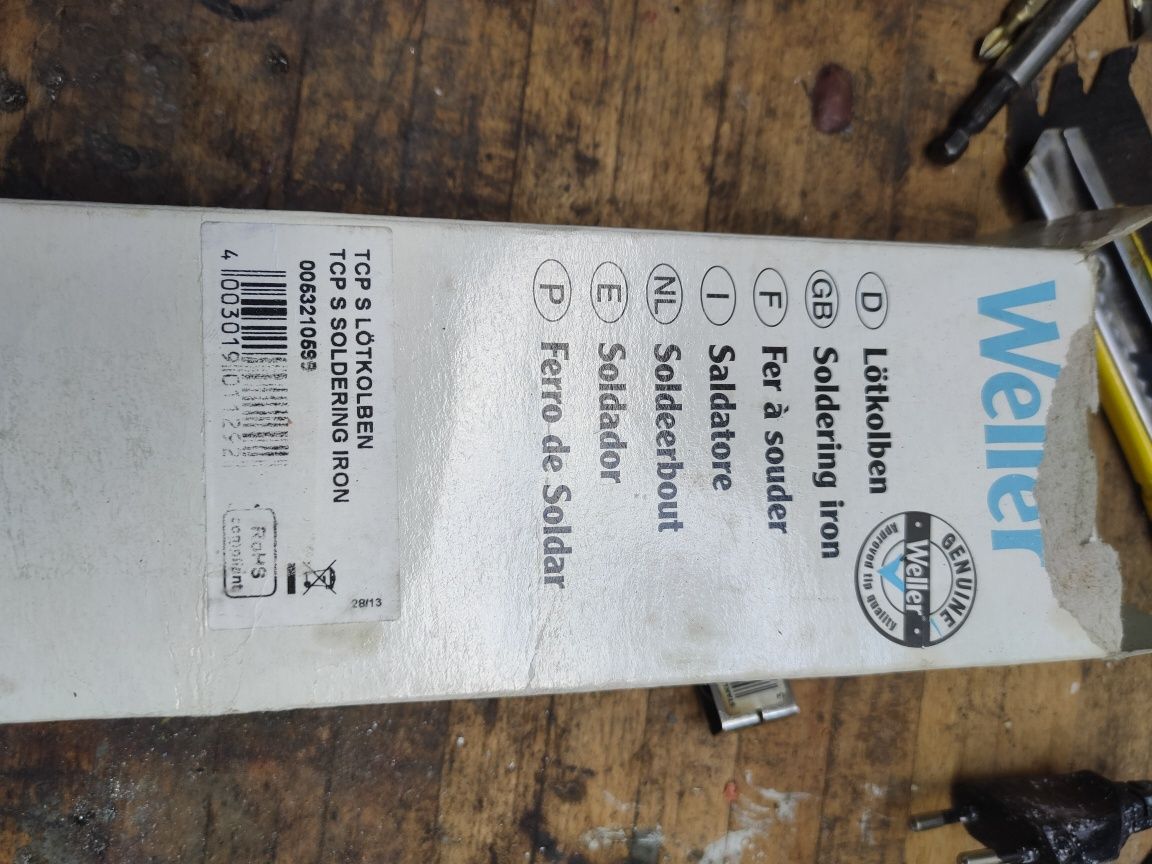 Weller
GENUINE
Weller
Approved tip quality
D Lötkolben
GB Soldering iron
F Fer à souder
I Saldatore
NL Soldeerbout
E Soldador
P Ferro de Soldar
TCP S LÖTKOLBEN
TCP S SOLDERING IRON
RoHS
compliant
28/13